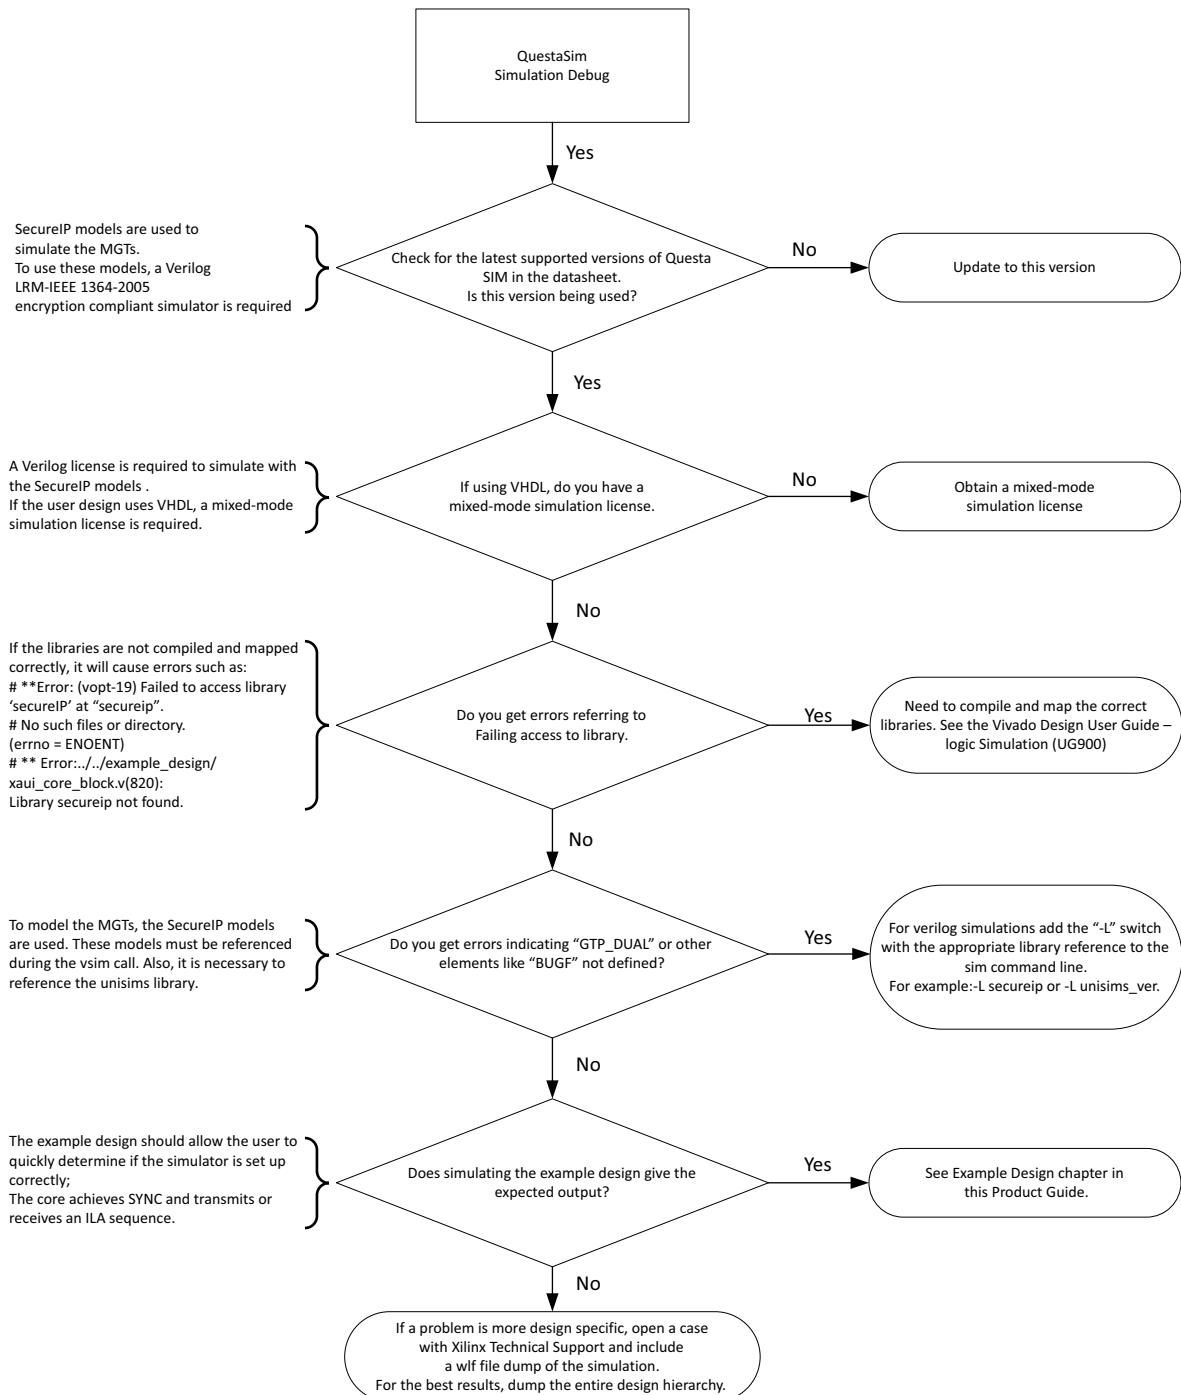 QuestaSim
Simulation Debug
Yes
SecureIP models are used to
simulate the MGTs.
To use these models, a Verilog
LRM-IEEE 1364-2005
encryption compliant simulator is required
Check for the latest supported versions of Questa
SIM in the datasheet.
Is this version being used?
No
Update to this version
Yes
A Verilog license is required to simulate with
the SecureIP models .
If the user design uses VHDL, a mixed-mode
simulation license is required.
If using VHDL, do you have a
mixed-mode simulation license.
No
Obtain a mixed-mode
simulation license
No
If the libraries are not compiled and mapped
correctly, it will cause errors such as:
# **Error: (vopt-19) Failed to access library
‘secureIP’ at “secureip”.
# No such files or directory.
(errno = ENOENT)
# ** Error:../../example_design/
xaui_core_block.v(820):
Library secureip not found.
Do you get errors referring to
Failing access to library.
Yes
Need to compile and map the correct
libraries. See the Vivado Design User Guide –
logic Simulation (UG900)
No
To model the MGTs, the SecureIP models
are used. These models must be referenced
during the vsim call. Also, it is necessary to
reference the unisims library.
Do you get errors indicating “GTP_DUAL” or other
elements like “BUGF” not defined?
Yes
For verilog simulations add the “-L” switch
with the appropriate library reference to the
sim command line.
For example:-L secureip or -L unisims_ver.
No
The example design should allow the user to
quickly determine if the simulator is set up
correctly;
The core achieves SYNC and transmits or
receives an ILA sequence.
Does simulating the example design give the
expected output?
Yes
See Example Design chapter in
this Product Guide.
No
If a problem is more design specific, open a case
with Xilinx Technical Support and include
a wlf file dump of the simulation.
For the best results, dump the entire design hierarchy.